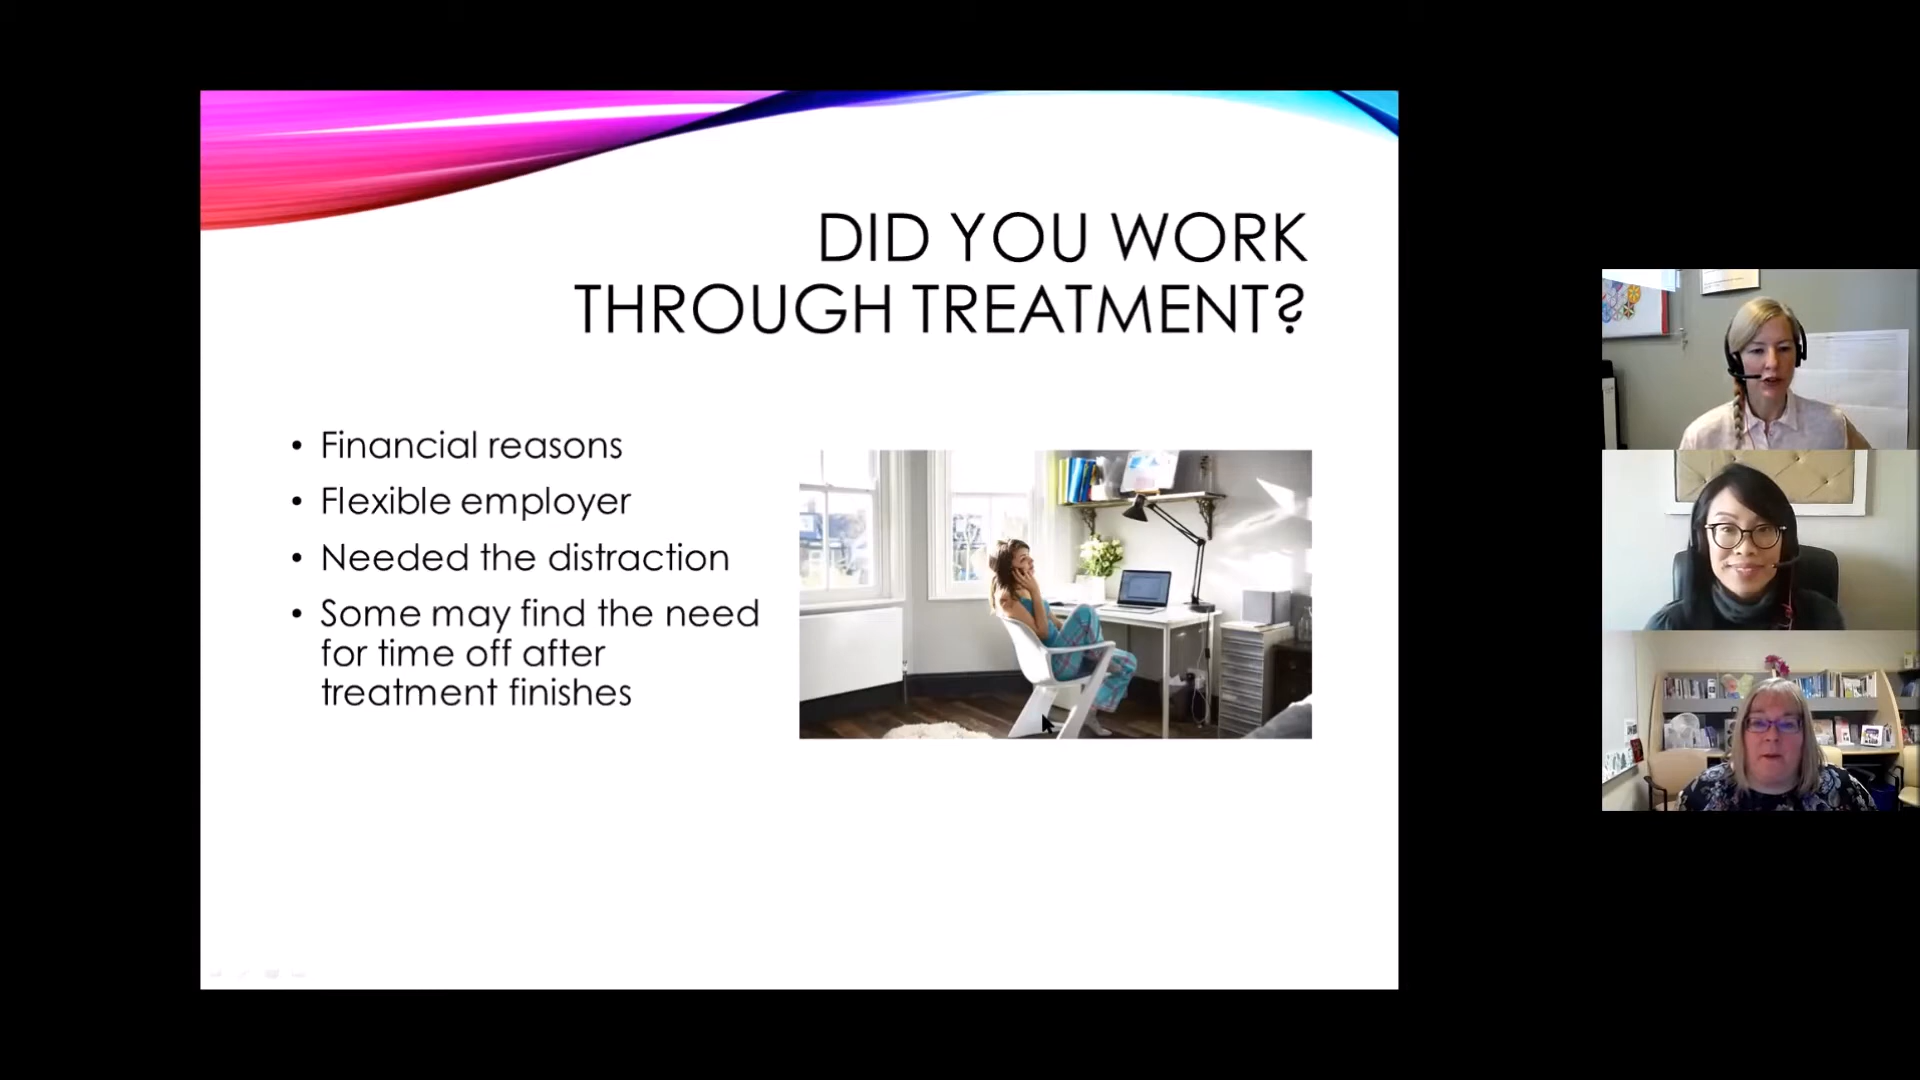 DID YOU WORK
THROUGH TREATMENT?
• Financial reasons
• Flexible employer
• Needed the distraction
• Some may find the need
for time off after
treatment finishes